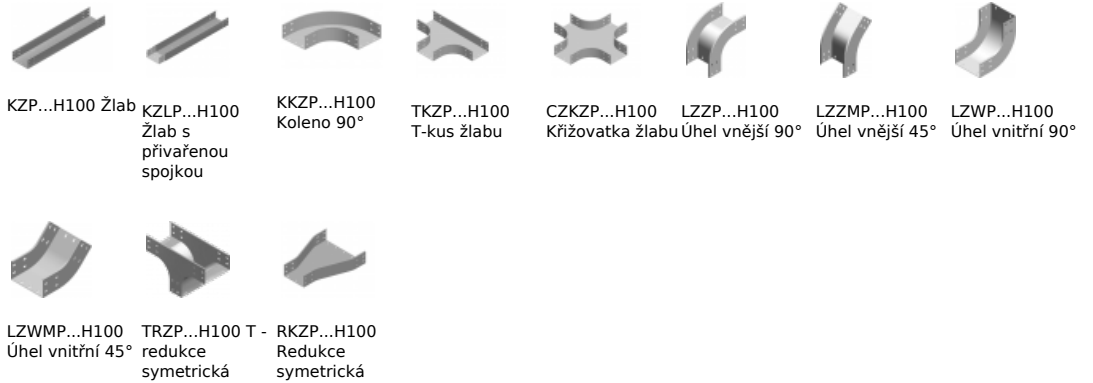 KZP...H100 Žlab
KZLP...H100
Žlab s
přivařenou
spojkou
KKZP...H100
Koleno 90°
TKZP...H100
T-kus žlabu
CZKZP...H100
Křižovatka žlabu
LZZP...H100
Úhel vnější 90°
LZZMP...H100
Úhel vnější 45°
LZWP...H100
Úhel vnitřní 90°
LZWMP...H100
Úhel vnitřní 45°
TRZP...H100 T -
redukce
symetrická
RKZP...H100
Redukce
symetrická